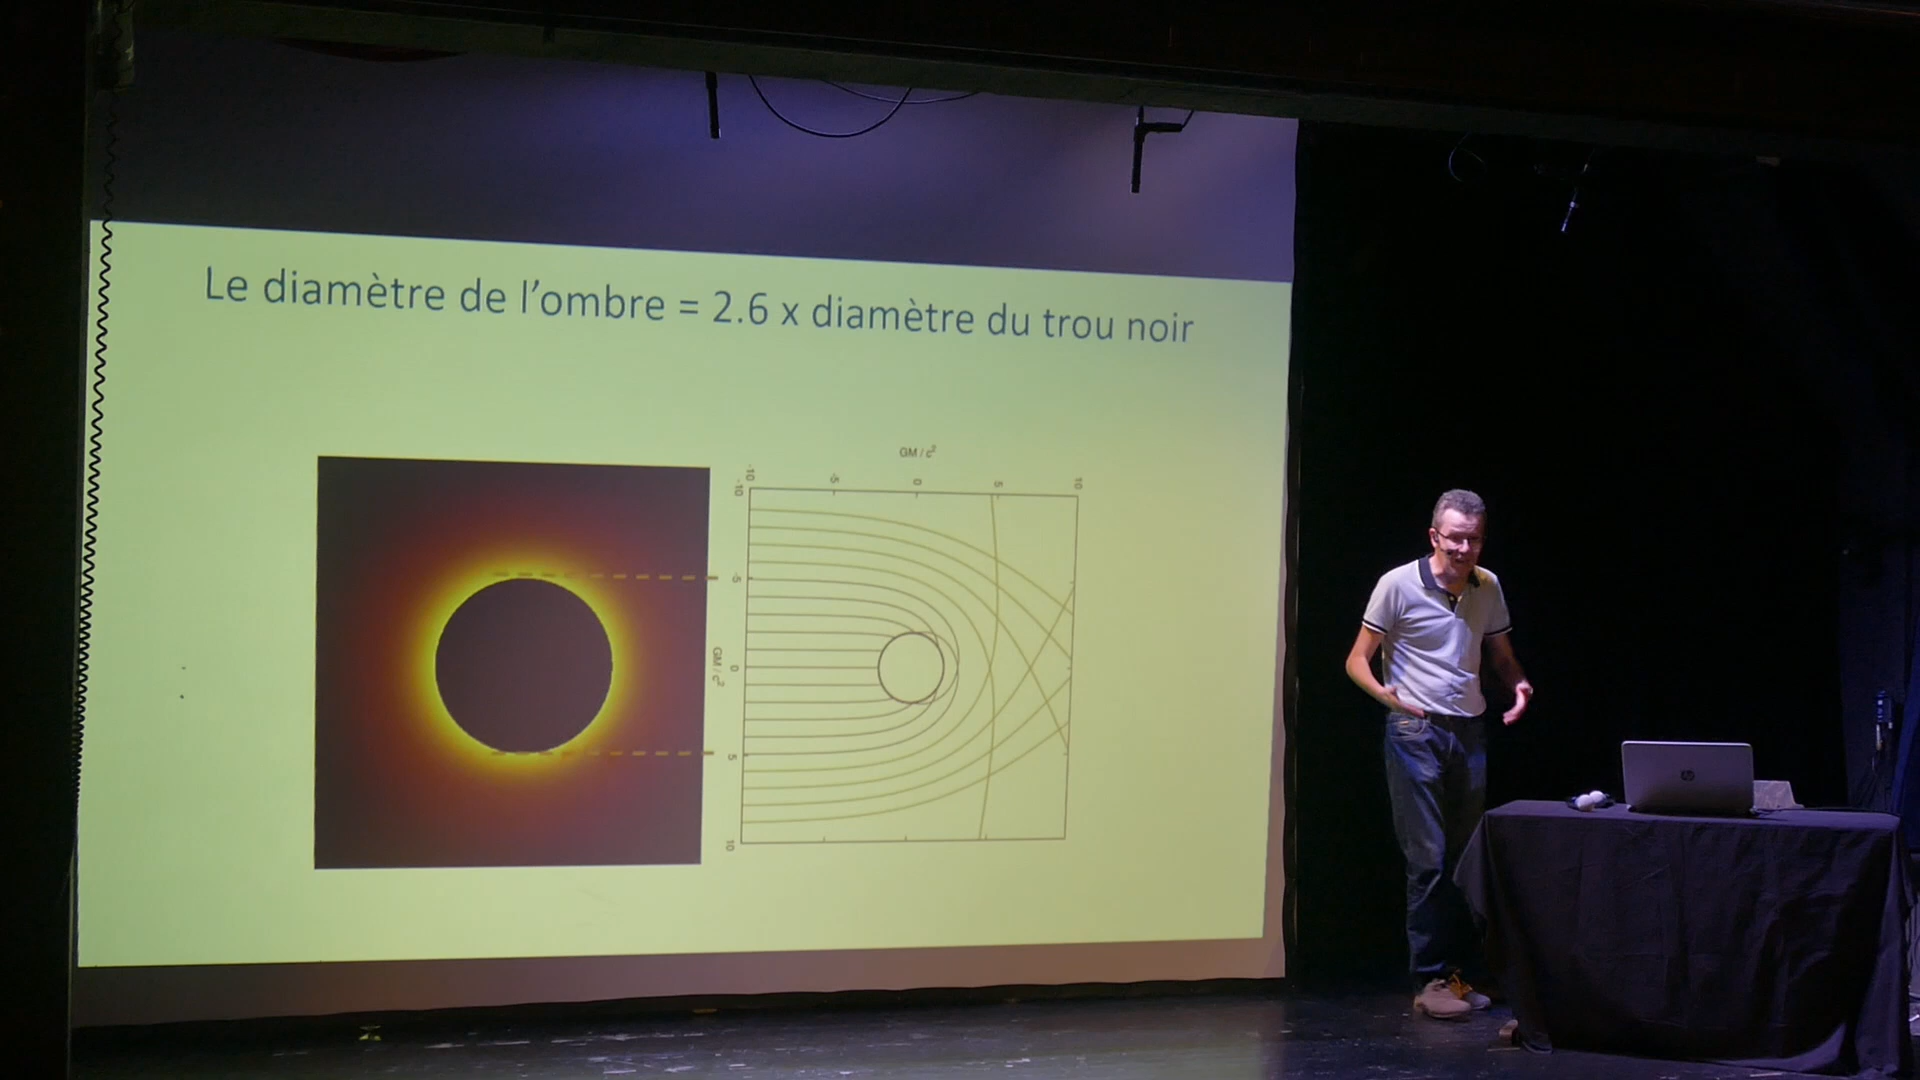 Le diamètre de l'ombre = 2.6 x diamètre du trou noir
GM / c²
-10 -5 0 5 10
-10
-5
GM / c²
0
5
10
hp